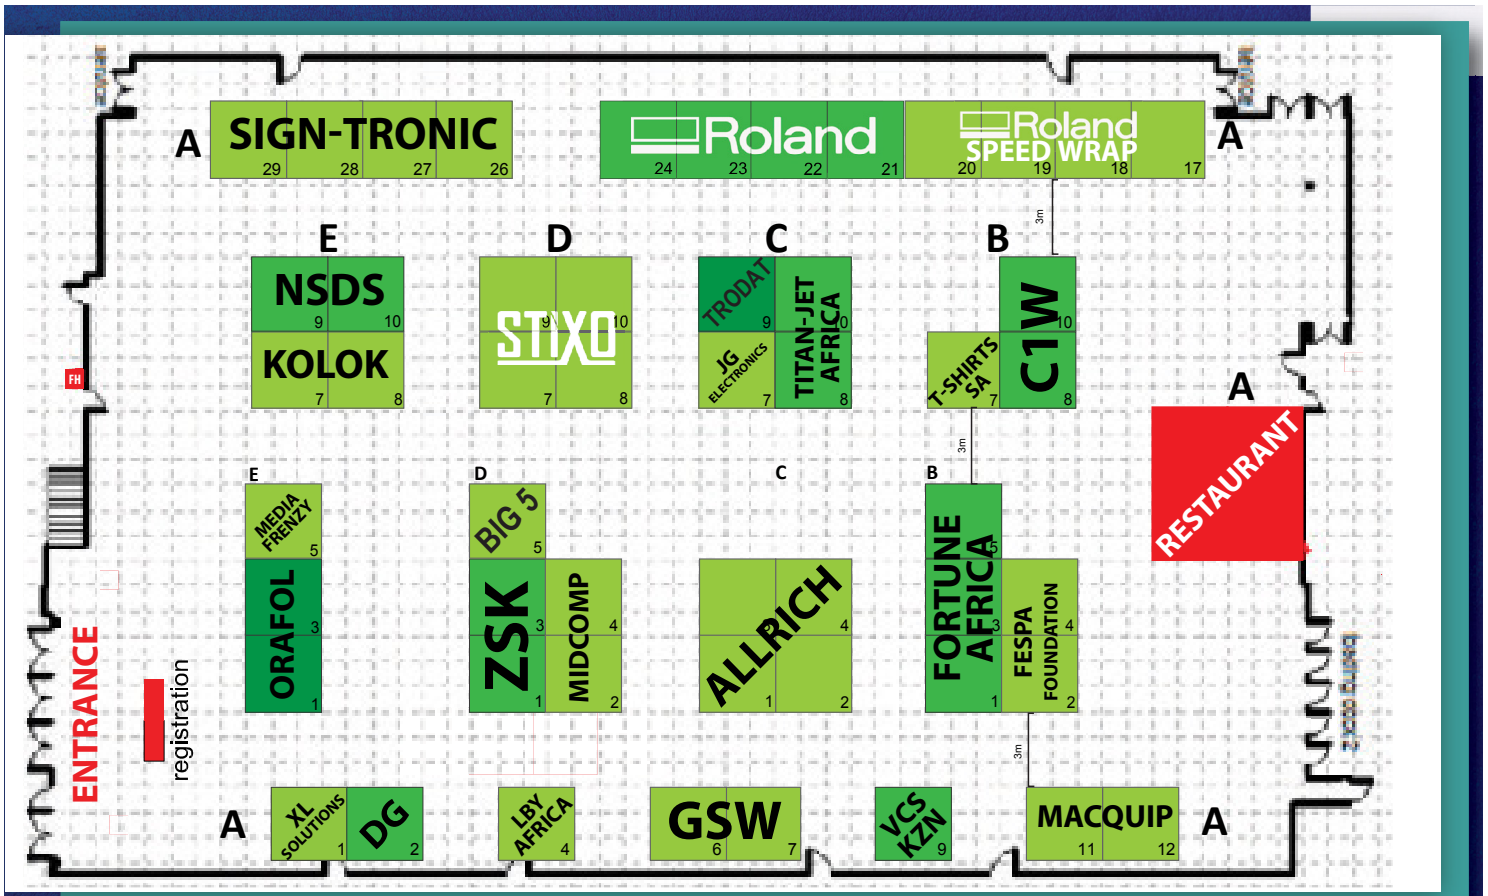 A
SIGN-TRONIC
29 28 27 26
Roland
24 23 22 21
Roland
SPEED WRAP
20 19 18 17
A
3m
E
NSDS
9 10
KOLOK
7 8
D
STIXO
9 10
7 8
C
TRODAT
9
TITAN-JET
AFRICA
10
8
JG
ELECTRONICS
7
B
C1W
10
8
T-SHIRTS
SA
7
FH
A
RESTAURANT
3m
E
MEDIA
FRENZY
5
ORAFOL
3
1
D
BIG 5
5
ZSK
3
1
MIDCOMP
4
2
C
ALLRICH
3 4
1 2
B
FORTUNE
AFRICA
5
3
1
FESPA
FOUNDATION
4
2
3m
ENTRANCE
registration
A
XL
SOLUTIONS
1
DG
2
LBY
AFRICA
4
GSW
6 7
VCS
KZN
9
MACQUIP
11 12
A